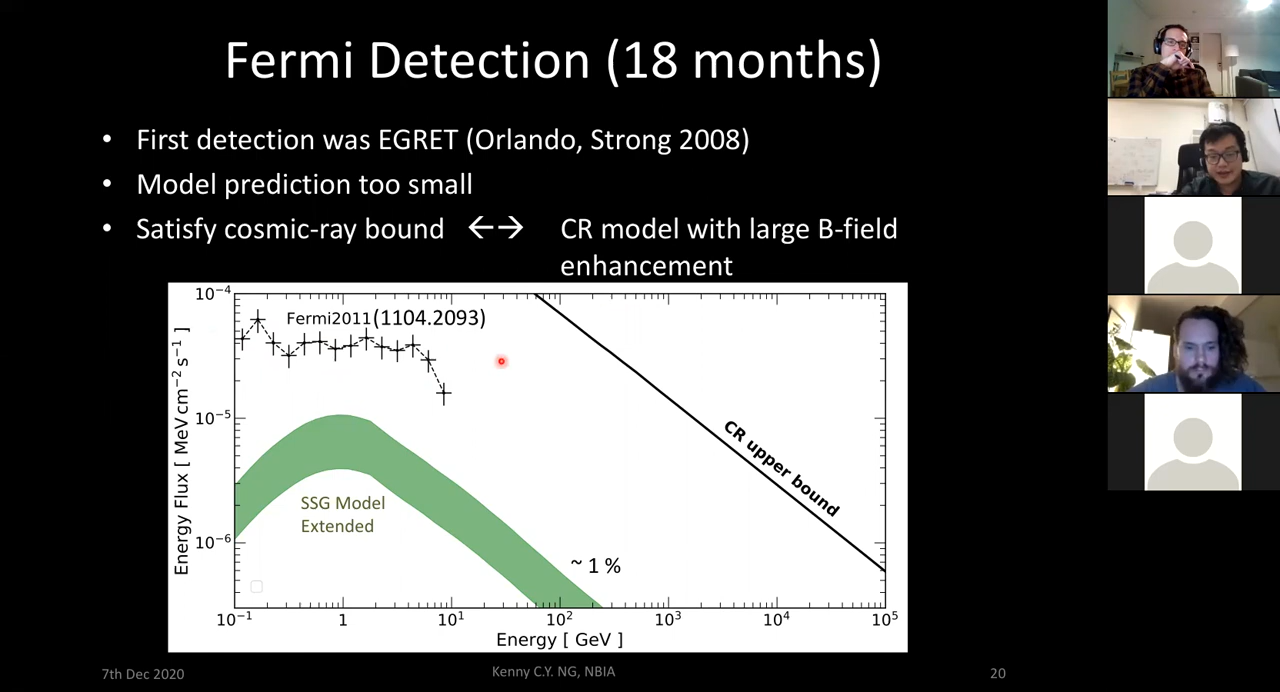 Fermi Detection (18 months)
• First detection was EGRET (Orlando, Strong 2008)
• Model prediction too small
• Satisfy cosmic-ray bound ←→ CR model with large B-field
enhancement
Energy Flux [ MeV cm⁻² s⁻¹ ]
10⁻⁴
10⁻⁵
10⁻⁶
Fermi2011 (1104.2093)
CR upper bound
SSG Model
Extended
~ 1 %
10⁻¹ 1 10¹ 10² 10³ 10⁴ 10⁵
Energy [ GeV ]
7th Dec 2020 Kenny C.Y. NG, NBIA 20